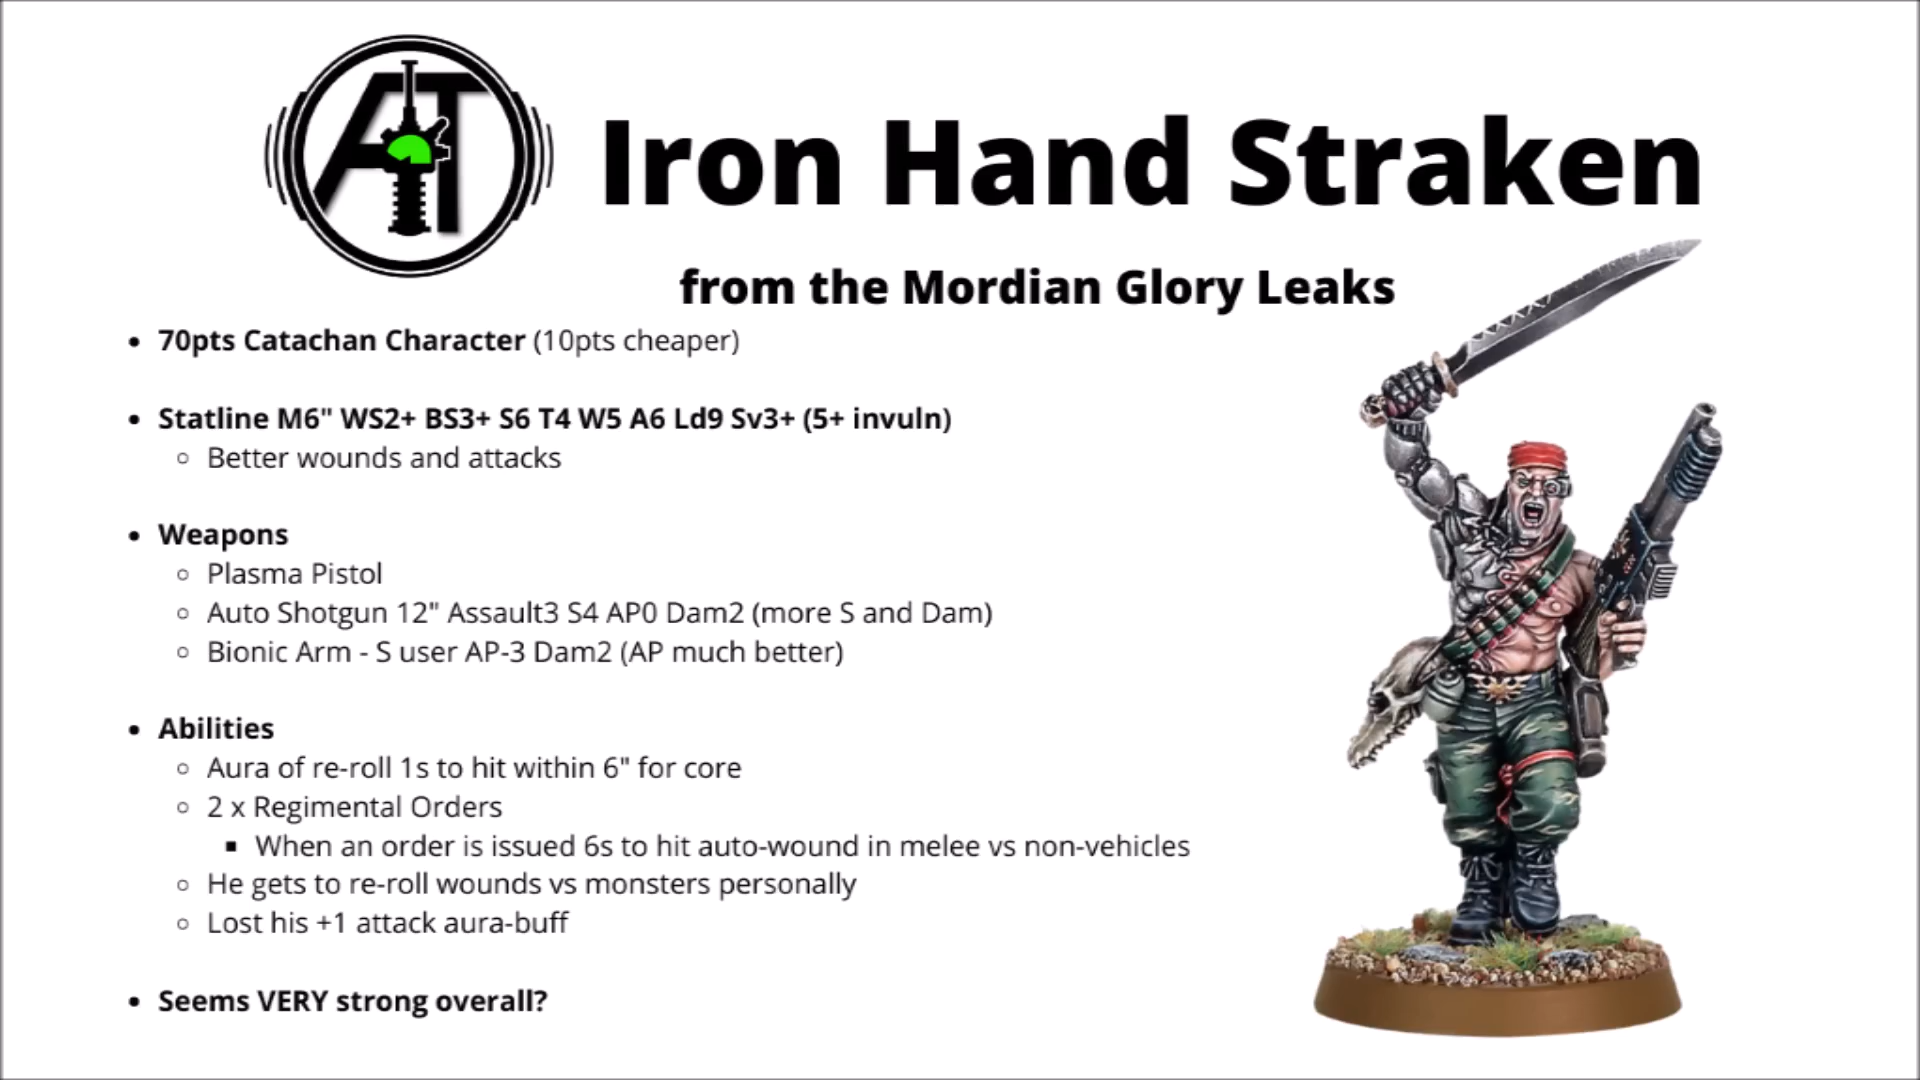 AT
Iron Hand Straken
from the Mordian Glory Leaks
• 70pts Catachan Character (10pts cheaper)
• Statline M6" WS2+ BS3+ S6 T4 W5 A6 Ld9 Sv3+ (5+ invuln)
○ Better wounds and attacks
• Weapons
○ Plasma Pistol
○ Auto Shotgun 12" Assault3 S4 AP0 Dam2 (more S and Dam)
○ Bionic Arm - S user AP-3 Dam2 (AP much better)
• Abilities
○ Aura of re-roll 1s to hit within 6" for core
○ 2 x Regimental Orders
▪ When an order is issued 6s to hit auto-wound in melee vs non-vehicles
○ He gets to re-roll wounds vs monsters personally
○ Lost his +1 attack aura-buff
• Seems VERY strong overall?